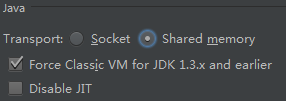 Java
Transport: Socket Shared memory
Force Classic VM for JDK 1.3.x and earlier
Disable JIT